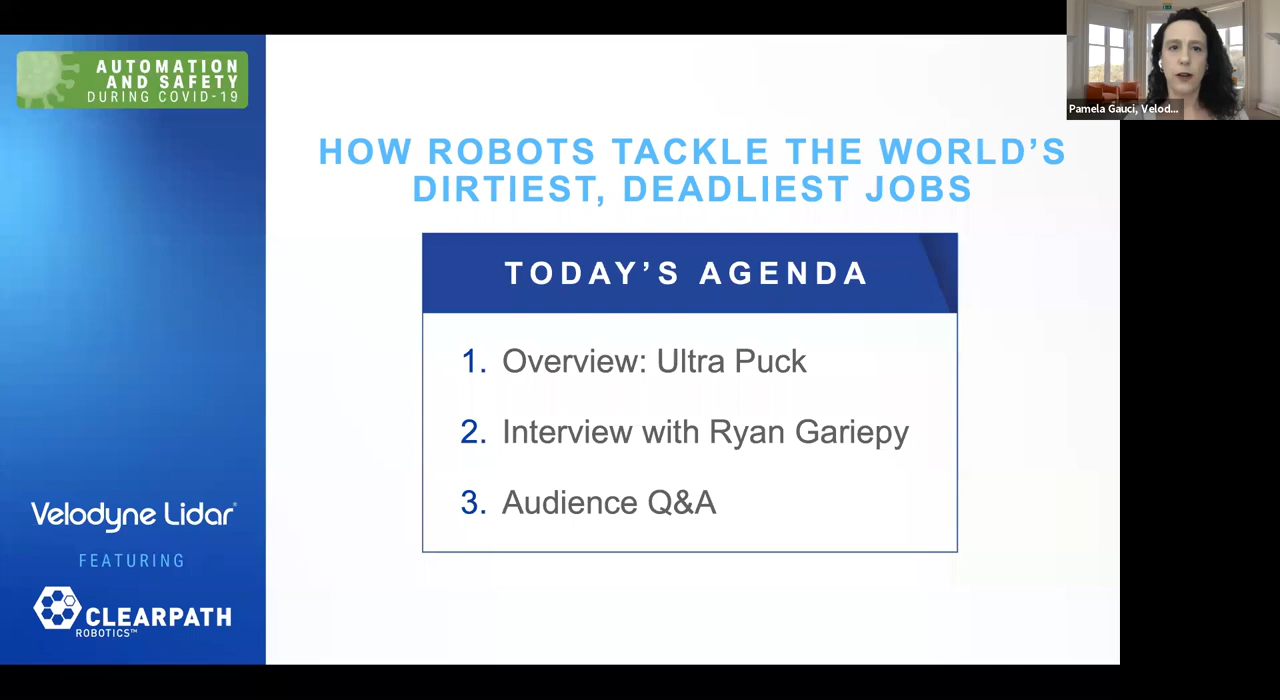 AUTOMATION
AND SAFETY
DURING COVID-19
Pamela Gauci, Velod...
HOW ROBOTS TACKLE THE WORLD’S
DIRTIEST, DEADLIEST JOBS
TODAY’S AGENDA
1. Overview: Ultra Puck
2. Interview with Ryan Gariepy
3. Audience Q&A
Velodyne Lidar®
FEATURING
CLEARPATH
ROBOTICS™